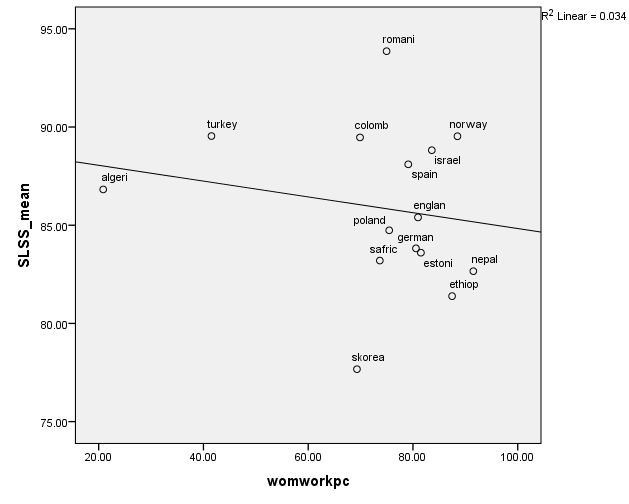 R2 Linear = 0.034
95.00
90.00
85.00
80.00
75.00
SLSS_mean
romani
turkey
colomb
norway
israel
spain
algeri
englan
poland
german
safric
estoni
nepal
ethiop
skorea
20.00
40.00
60.00
80.00
100.00
womworkpc